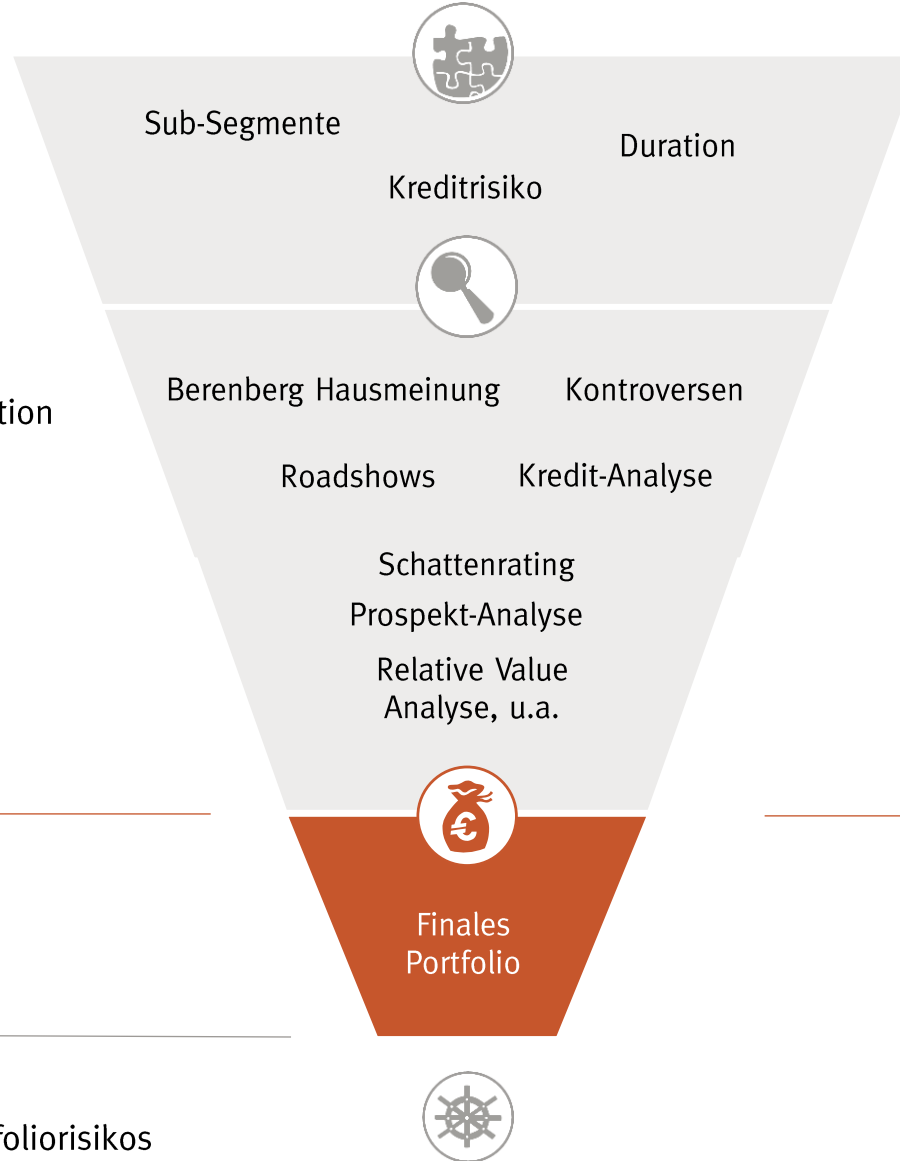 Sub-Segmente
Duration
Kreditrisiko
Berenberg Hausmeinung
Kontroversen
tion
Roadshows
Kredit-Analyse
Schattenrating
Prospekt-Analyse
Relative Value
Analyse, u.a.
€
Finales
Portfolio
foliorisikos